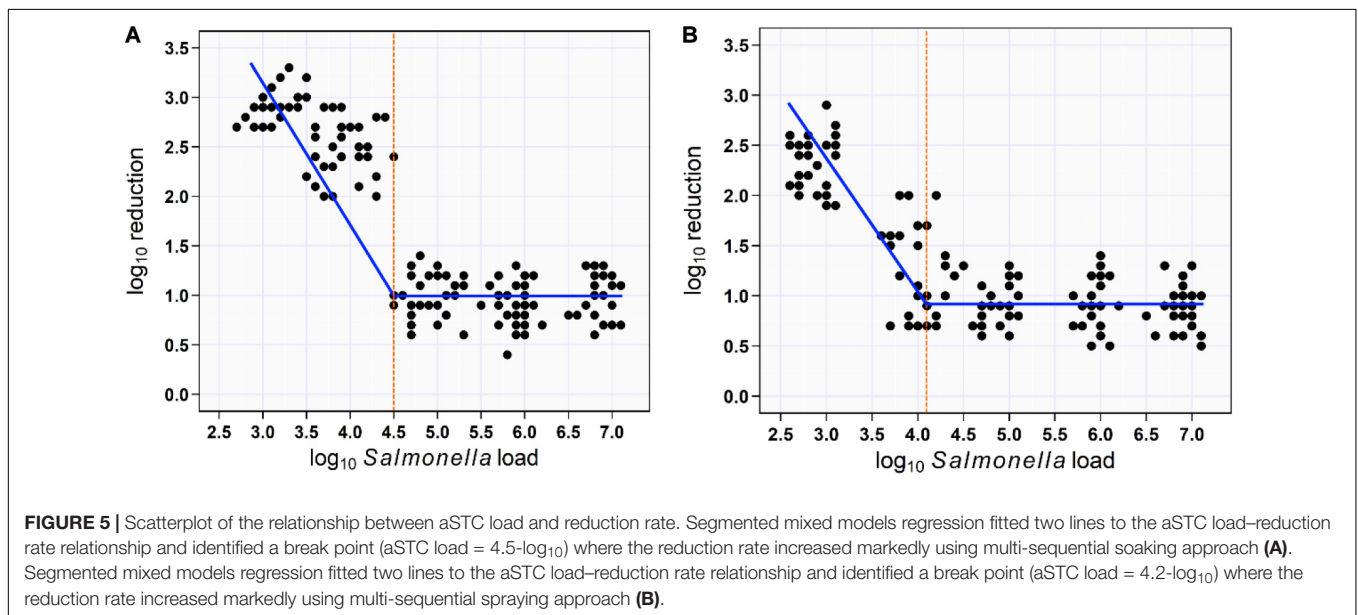 A
B
3.5
3.0
2.5
2.0
1.5
1.0
0.5
0.0
log₁₀ reduction
2.5 3.0 3.5 4.0 4.5 5.0 5.5 6.0 6.5 7.0
log₁₀ Salmonella load
3.5
3.0
2.5
2.0
1.5
1.0
0.5
0.0
log₁₀ reduction
2.5 3.0 3.5 4.0 4.5 5.0 5.5 6.0 6.5 7.0
log₁₀ Salmonella load
FIGURE 5 | Scatterplot of the relationship between aSTC load and reduction rate. Segmented mixed models regression fitted two lines to the aSTC load–reduction
rate relationship and identified a break point (aSTC load = 4.5-log₁₀) where the reduction rate increased markedly using multi-sequential soaking approach (A).
Segmented mixed models regression fitted two lines to the aSTC load–reduction rate relationship and identified a break point (aSTC load = 4.2-log₁₀) where the
reduction rate increased markedly using multi-sequential spraying approach (B).